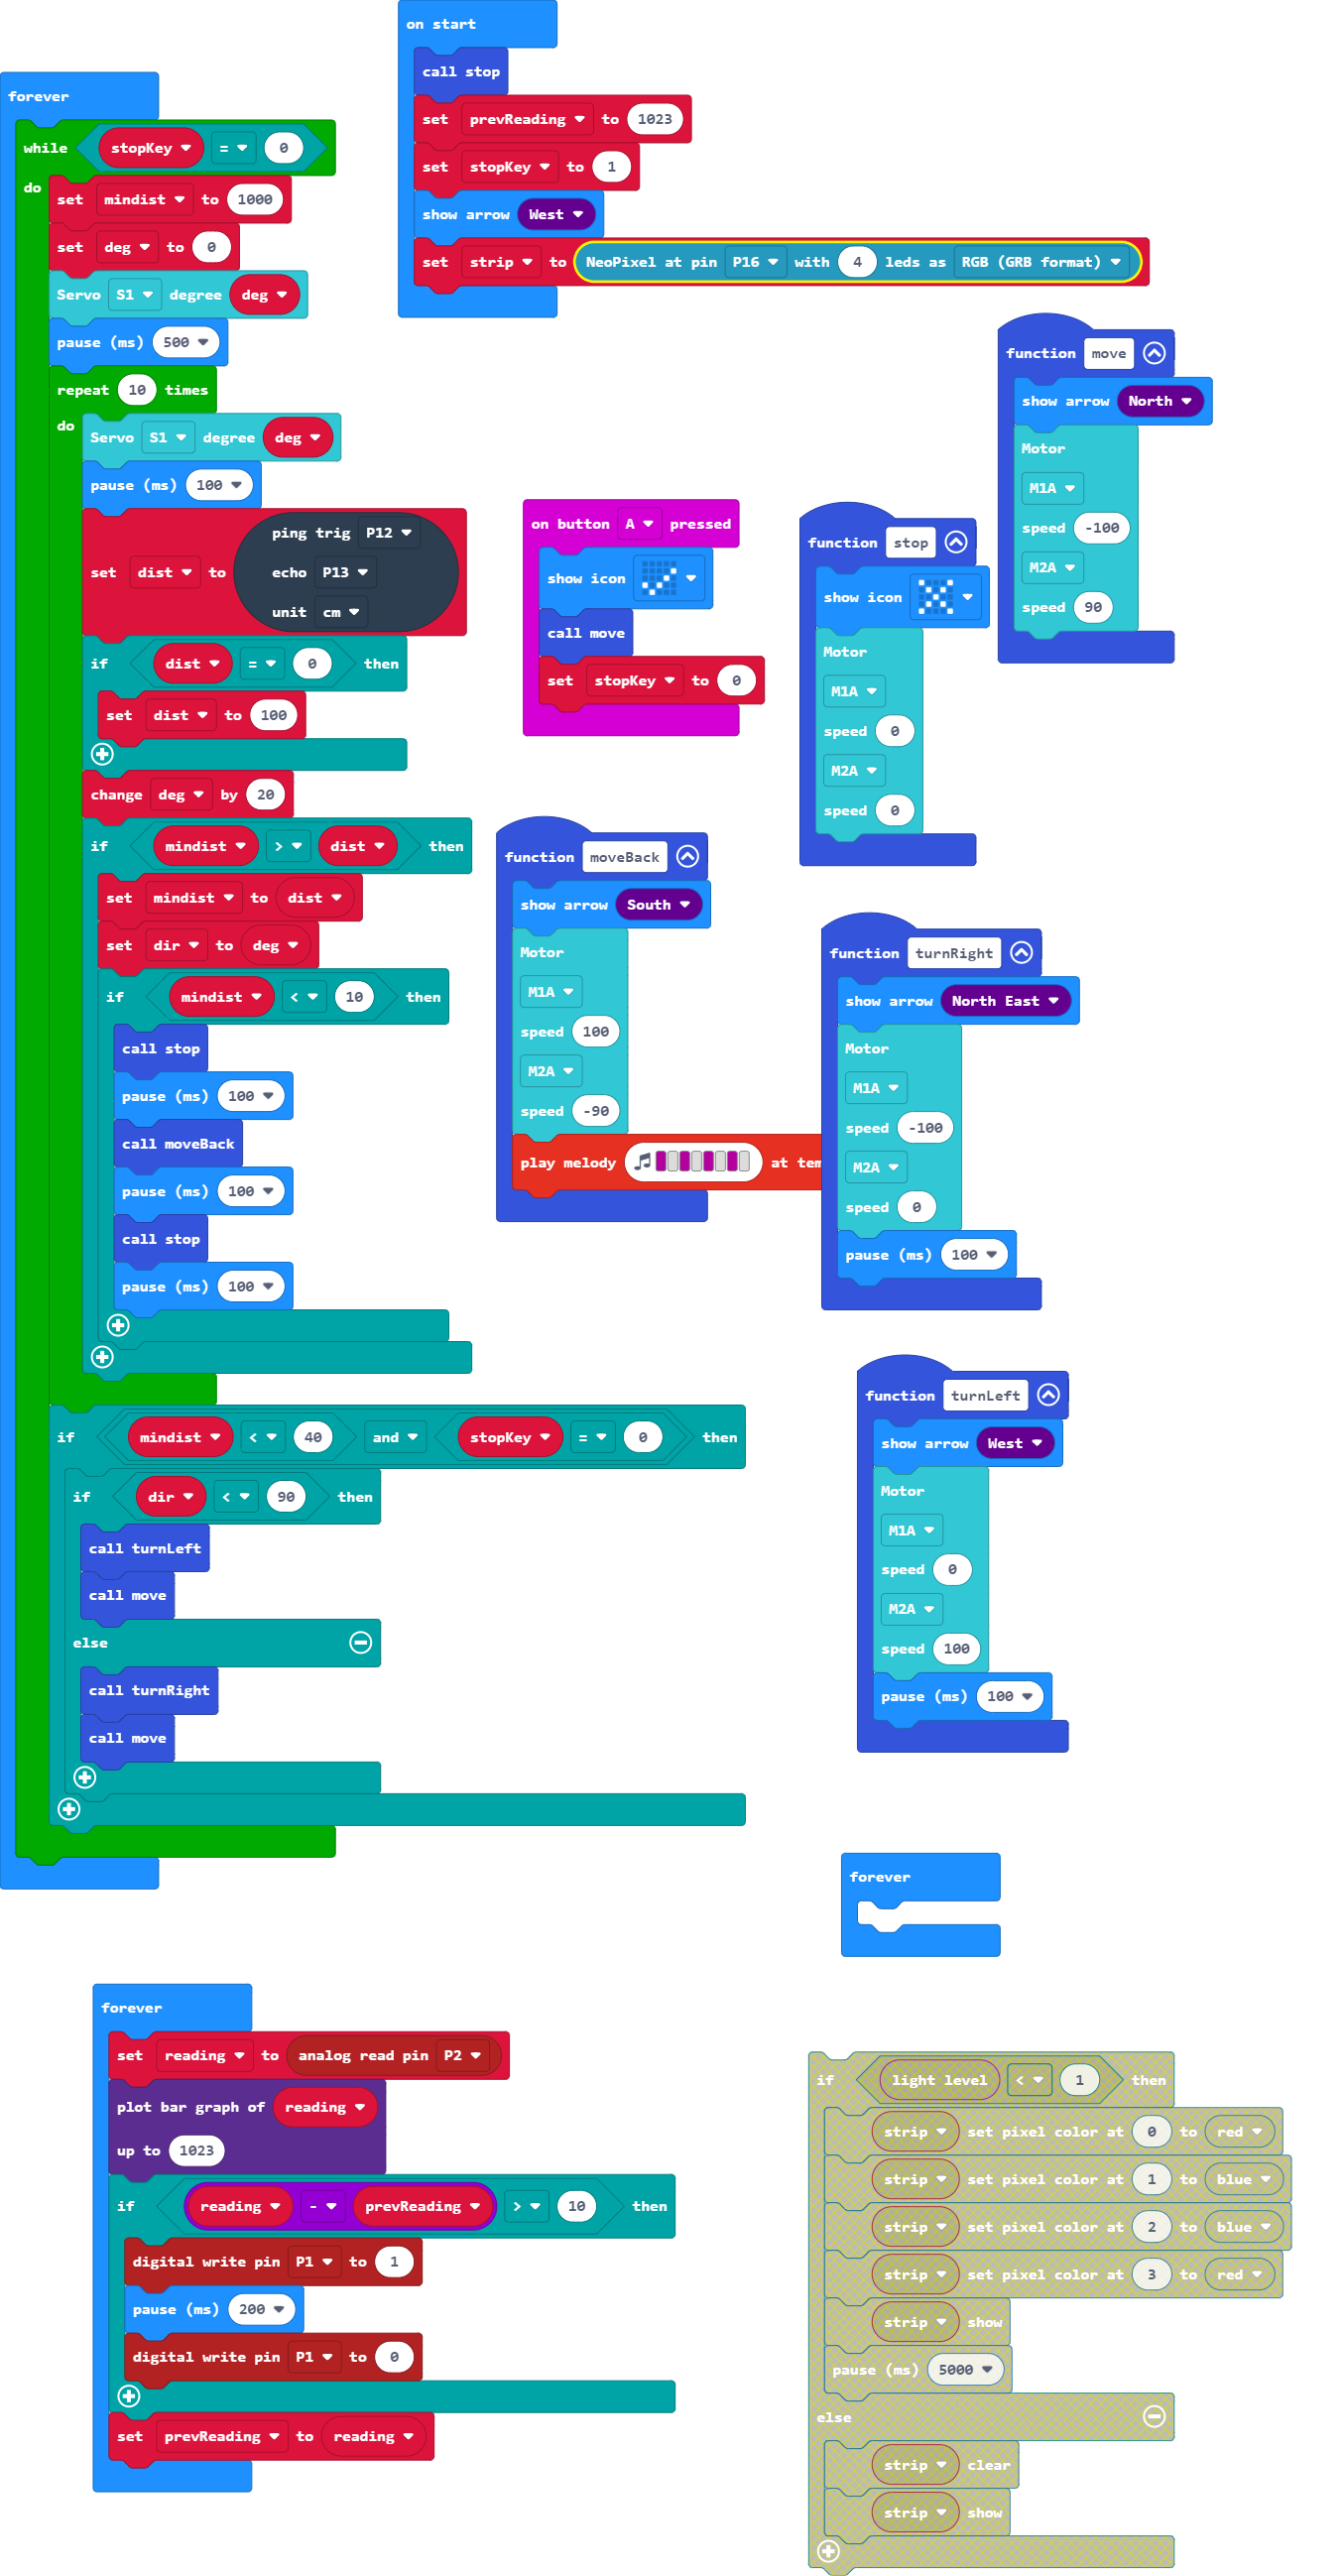 on start
call stop
set prevReading to 1023
set stopKey to 1
show arrow West
set strip to NeoPixel at pin P16 with 4 leds as RGB (GRB format)
forever
while stopKey = 0
do
set mindist to 1000
set deg to 0
Servo S1 degree deg
pause (ms) 500
repeat 10 times
do
Servo S1 degree deg
pause (ms) 100
set dist to
ping trig P12
echo P13
unit cm
if dist = 0 then
set dist to 100
change deg by 20
if mindist > dist then
set mindist to dist
set dir to deg
if mindist < 10 then
call stop
pause (ms) 100
call moveBack
pause (ms) 100
call stop
pause (ms) 100
if mindist < 40 and stopKey = 0 then
if dir < 90 then
call turnLeft
call move
else
call turnRight
call move
function move
show arrow North
Motor
M1A
speed -100
M2A
speed 90
on button A pressed
show icon
call move
set stopKey to 0
function stop
show icon
Motor
M1A
speed 0
M2A
speed 0
function moveBack
show arrow South
Motor
M1A
speed 100
M2A
speed -90
play melody at tem
function turnRight
show arrow North East
Motor
M1A
speed -100
M2A
speed 0
pause (ms) 100
function turnLeft
show arrow West
Motor
M1A
speed 0
M2A
speed 100
pause (ms) 100
forever
forever
set reading to analog read pin P2
plot bar graph of reading
up to 1023
if reading - prevReading > 10 then
digital write pin P1 to 1
pause (ms) 200
digital write pin P1 to 0
set prevReading to reading
if light level < 1 then
strip set pixel color at 0 to red
strip set pixel color at 1 to blue
strip set pixel color at 2 to blue
strip set pixel color at 3 to red
strip show
pause (ms) 5000
else
strip clear
strip show